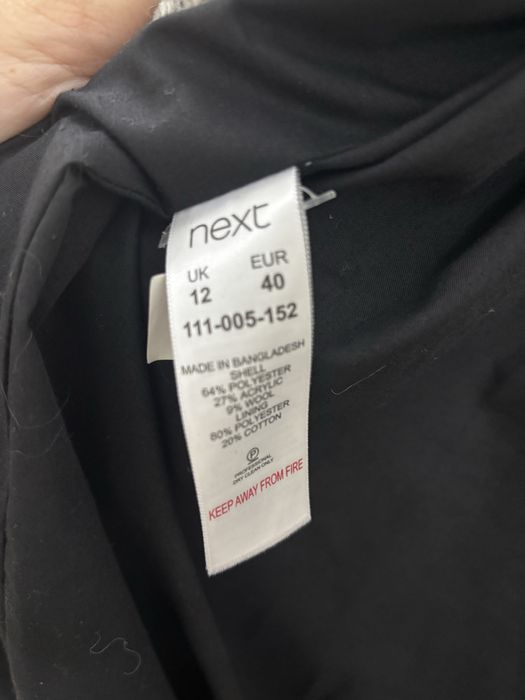 next
UK EUR
12 40
111-005-152
MADE IN BANGLADESH
SHELL
64% POLYESTER
27% ACRYLIC
9% WOOL
LINING
80% POLYESTER
20% COTTON
P
PROFESSIONAL
DRY CLEAN ONLY
KEEP AWAY FROM FIRE